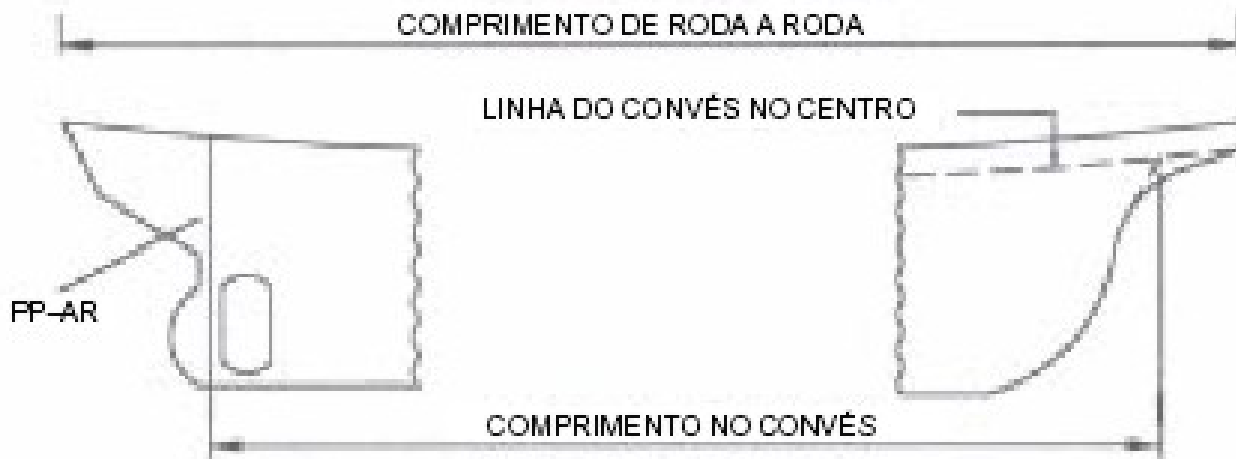 COMPRIMENTO DE RODA A RODA
LINHA DO CONVÉS NO CENTRO
PP-AR
COMPRIMENTO NO CONVÉS